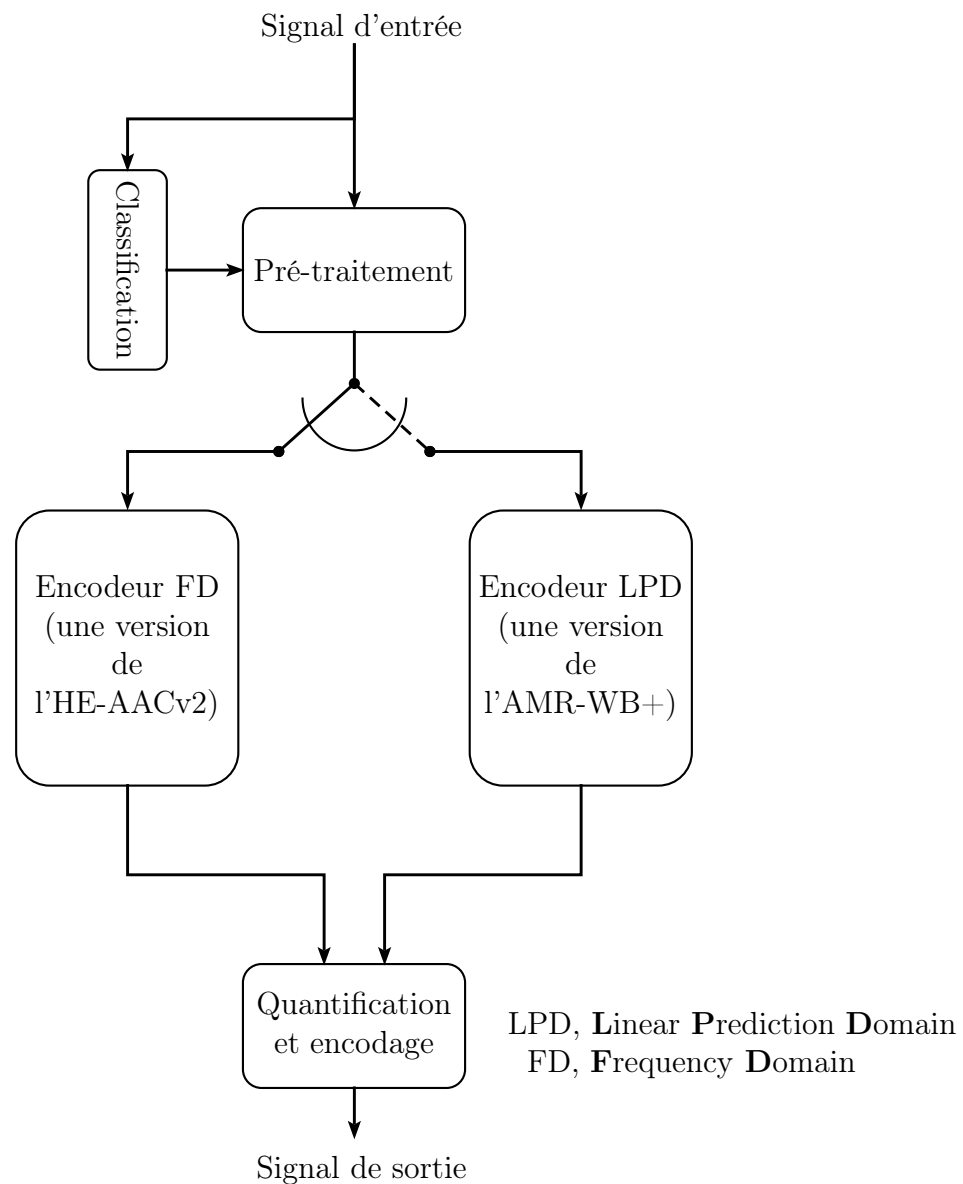 Signal d'entrée
Classification
Pré-traitement
Encodeur FD
(une version
de
l'HE-AACv2)
Encodeur LPD
(une version
de
l'AMR-WB+)
Quantification
et encodage
LPD, Linear Prediction Domain
FD, Frequency Domain
Signal de sortie